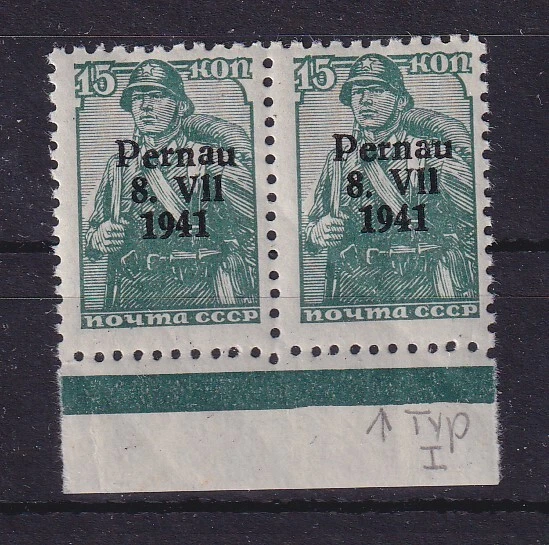 15 коп 15 коп
Pernau Pernau
8. VII 8. VII
1941 1941
почта ссср почта ссср
↑ Typ
I